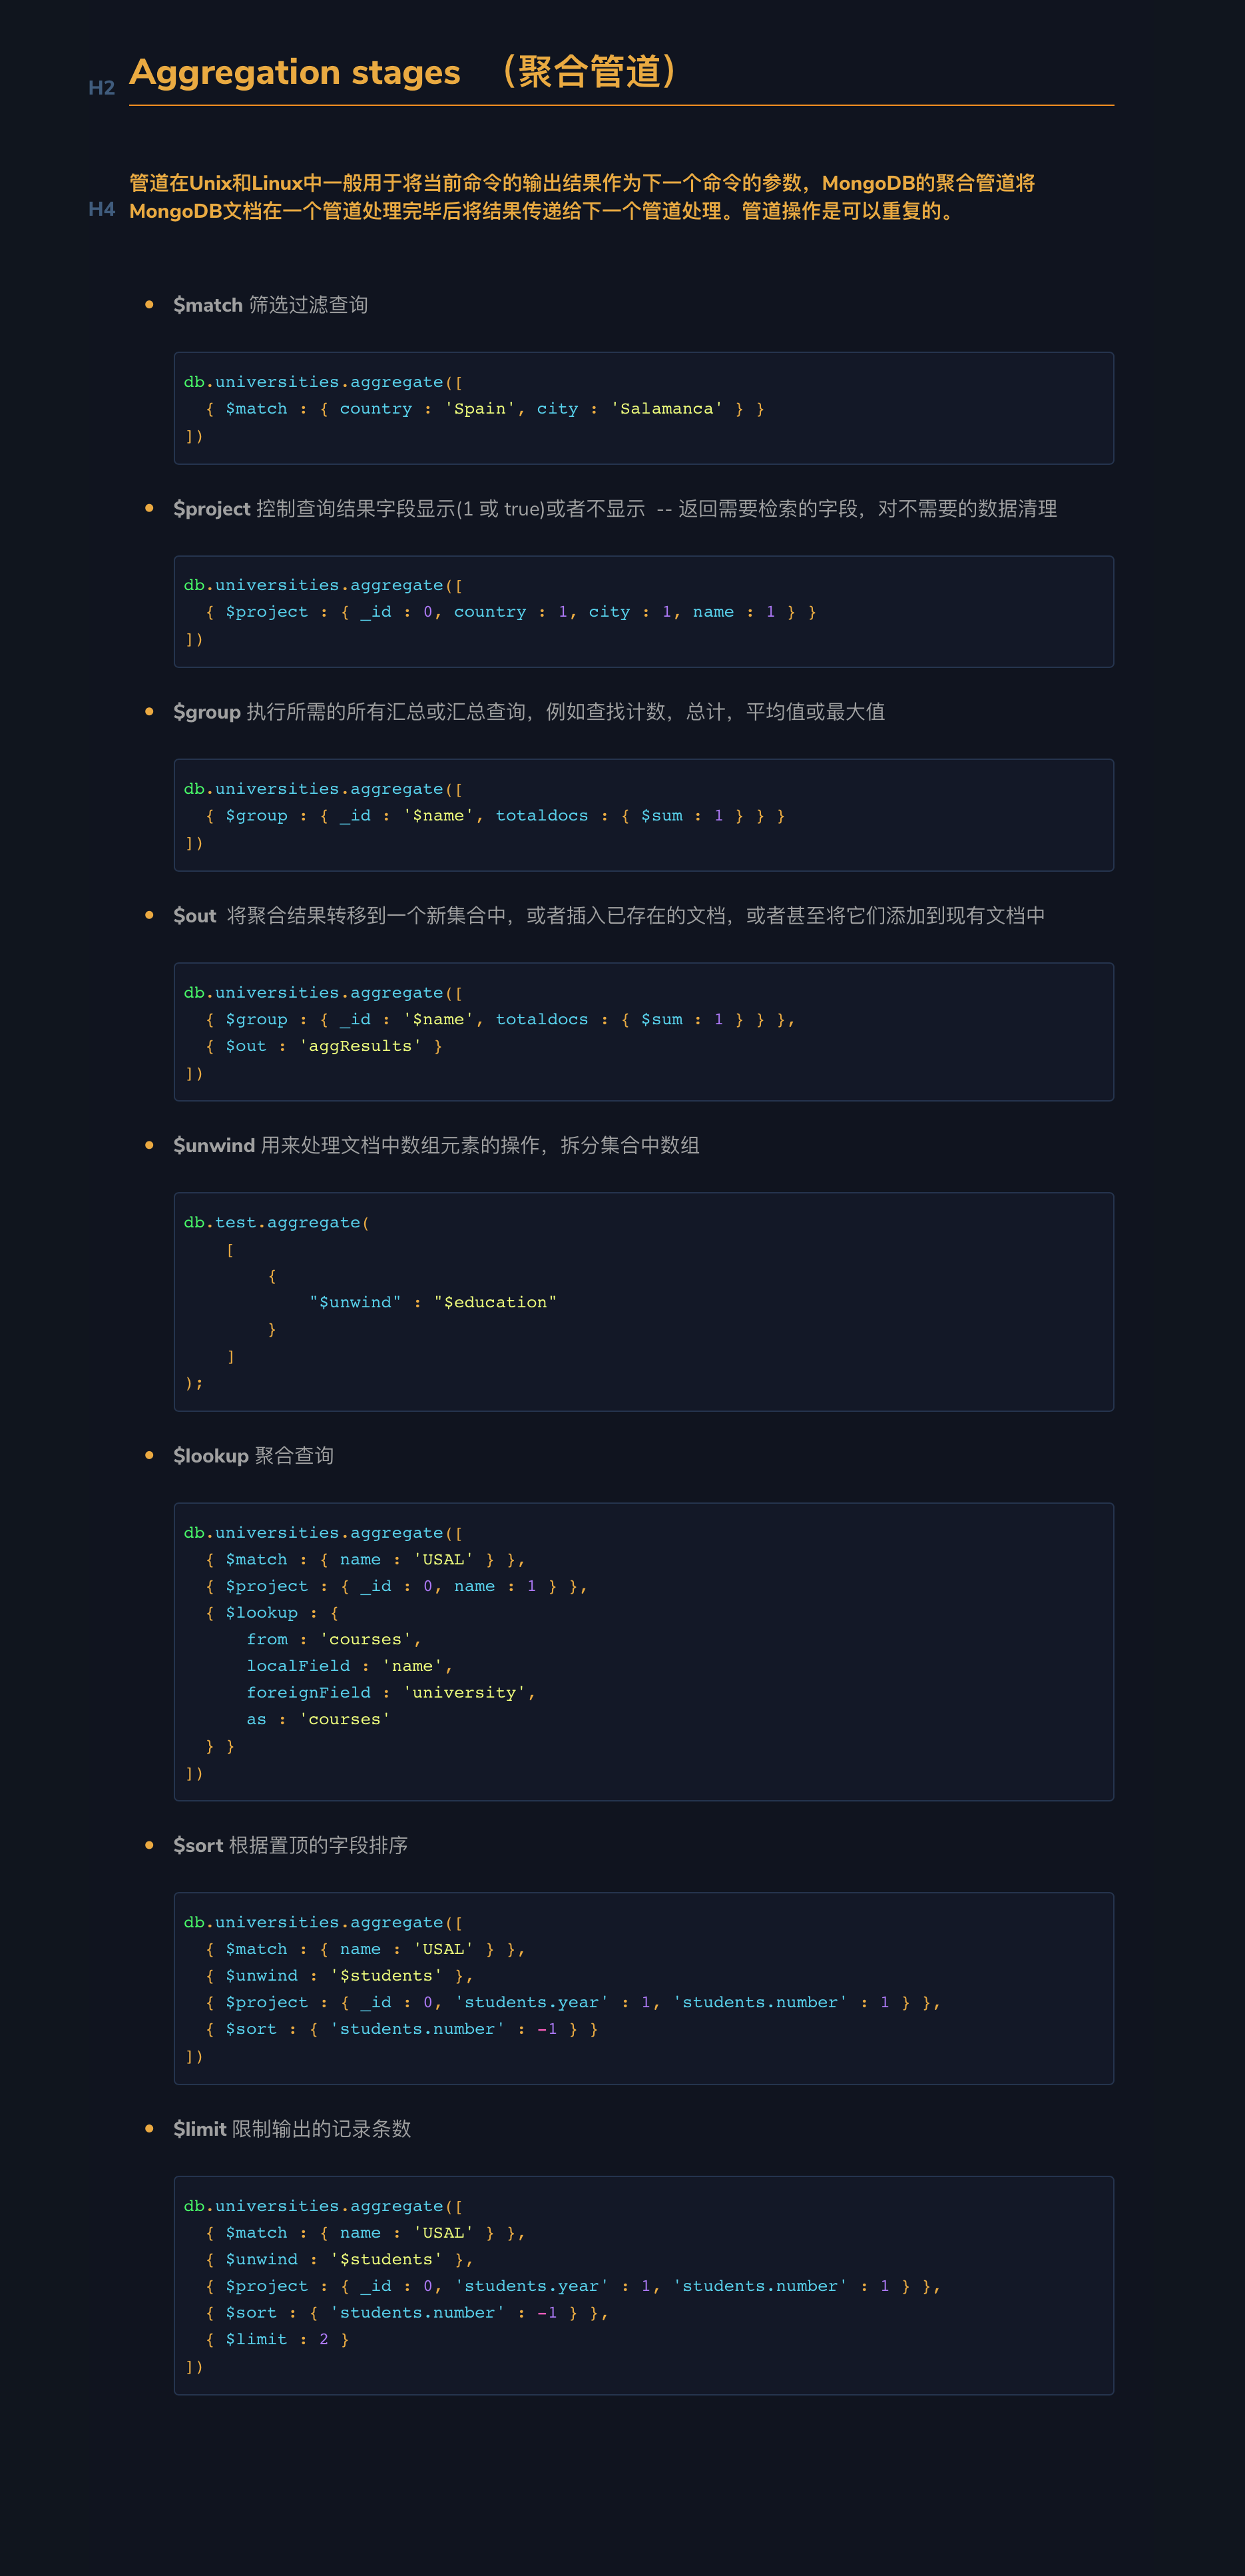 H2 Aggregation stages （聚合管道）
管道在Unix和Linux中一般用于将当前命令的输出结果作为下一个命令的参数，MongoDB的聚合管道将
H4 MongoDB文档在一个管道处理完毕后将结果传递给下一个管道处理。管道操作是可以重复的。
• $match 筛选过滤查询
db.universities.aggregate([
  { $match : { country : 'Spain', city : 'Salamanca' } }
])
• $project 控制查询结果字段显示(1 或 true)或者不显示 -- 返回需要检索的字段，对不需要的数据清理
db.universities.aggregate([
  { $project : { _id : 0, country : 1, city : 1, name : 1 } }
])
• $group 执行所需的所有汇总或汇总查询，例如查找计数，总计，平均值或最大值
db.universities.aggregate([
  { $group : { _id : '$name', totaldocs : { $sum : 1 } } }
])
• $out 将聚合结果转移到一个新集合中，或者插入已存在的文档，或者甚至将它们添加到现有文档中
db.universities.aggregate([
  { $group : { _id : '$name', totaldocs : { $sum : 1 } } },
  { $out : 'aggResults' }
])
• $unwind 用来处理文档中数组元素的操作，拆分集合中数组
db.test.aggregate(
    [
        {
            "$unwind" : "$education"
        }
    ]
);
• $lookup 聚合查询
db.universities.aggregate([
  { $match : { name : 'USAL' } },
  { $project : { _id : 0, name : 1 } },
  { $lookup : {
      from : 'courses',
      localField : 'name',
      foreignField : 'university',
      as : 'courses'
  } }
])
• $sort 根据置顶的字段排序
db.universities.aggregate([
  { $match : { name : 'USAL' } },
  { $unwind : '$students' },
  { $project : { _id : 0, 'students.year' : 1, 'students.number' : 1 } },
  { $sort : { 'students.number' : -1 } }
])
• $limit 限制输出的记录条数
db.universities.aggregate([
  { $match : { name : 'USAL' } },
  { $unwind : '$students' },
  { $project : { _id : 0, 'students.year' : 1, 'students.number' : 1 } },
  { $sort : { 'students.number' : -1 } },
  { $limit : 2 }
])